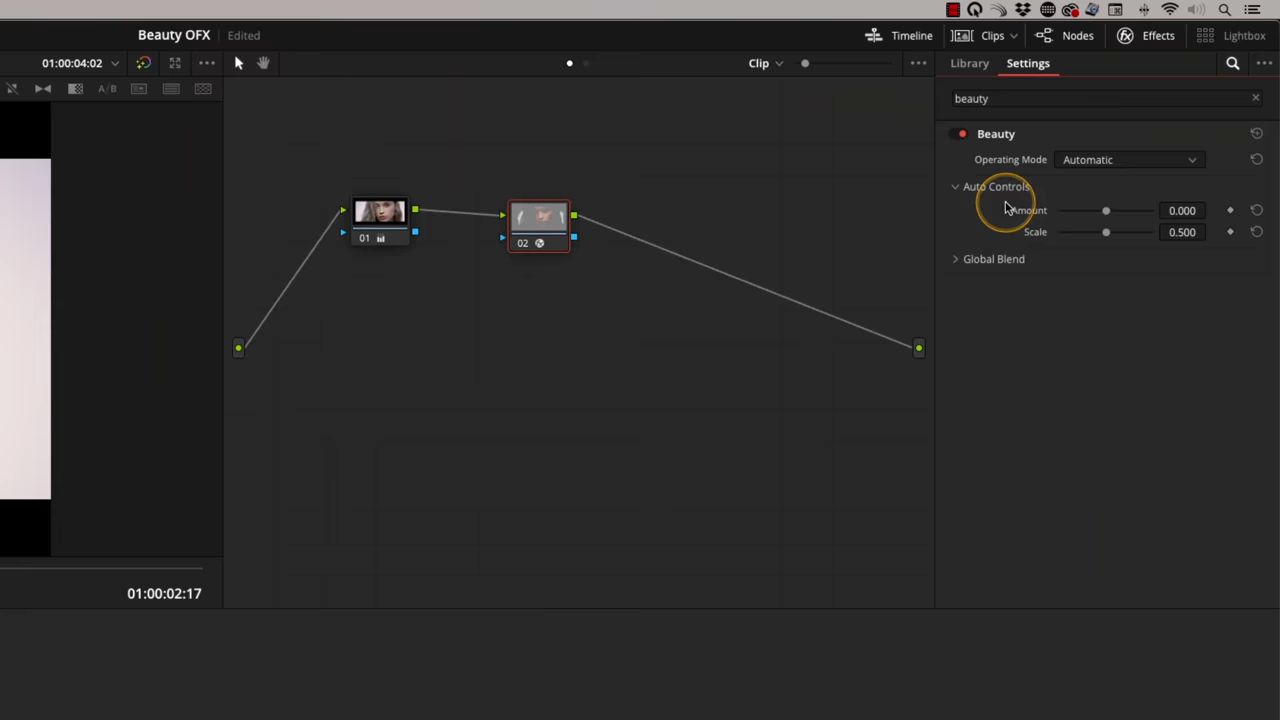 Beauty OFX Edited
Timeline Clips Nodes Effects Lightbox
01:00:04:02 Clip Library Settings
A/B
beauty
Beauty
Operating Mode Automatic
Auto Controls
Amount 0.000
01 Scale 0.500
02
Global Blend
01:00:02:17